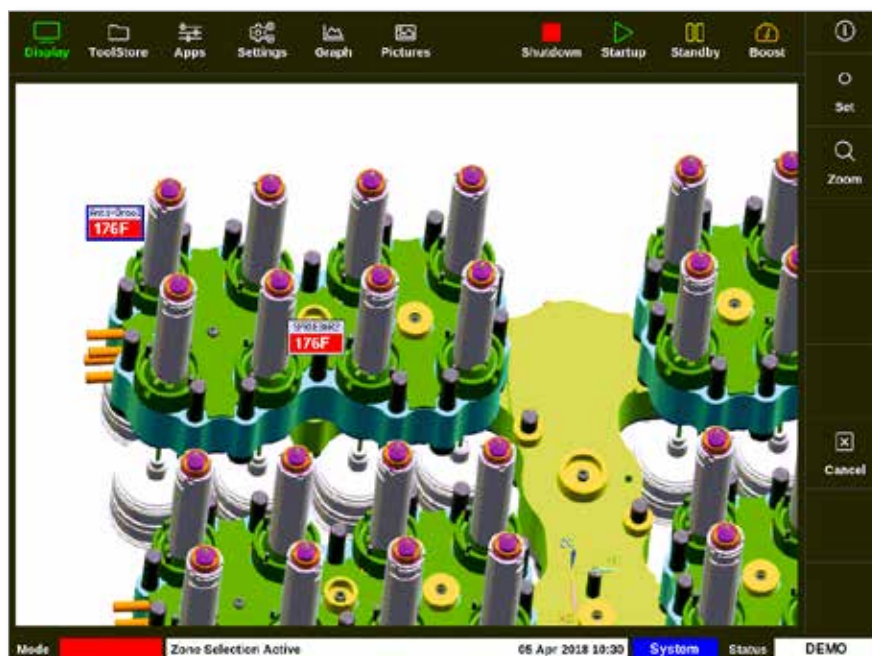 Display ToolStore Apps Settings Graph Pictures Shutdown Startup Standby Boost
Set
Zoom
176F
176F
Cancel
Mode Zone Selection Active 05 Apr 2018 10:30 System Status DEMO